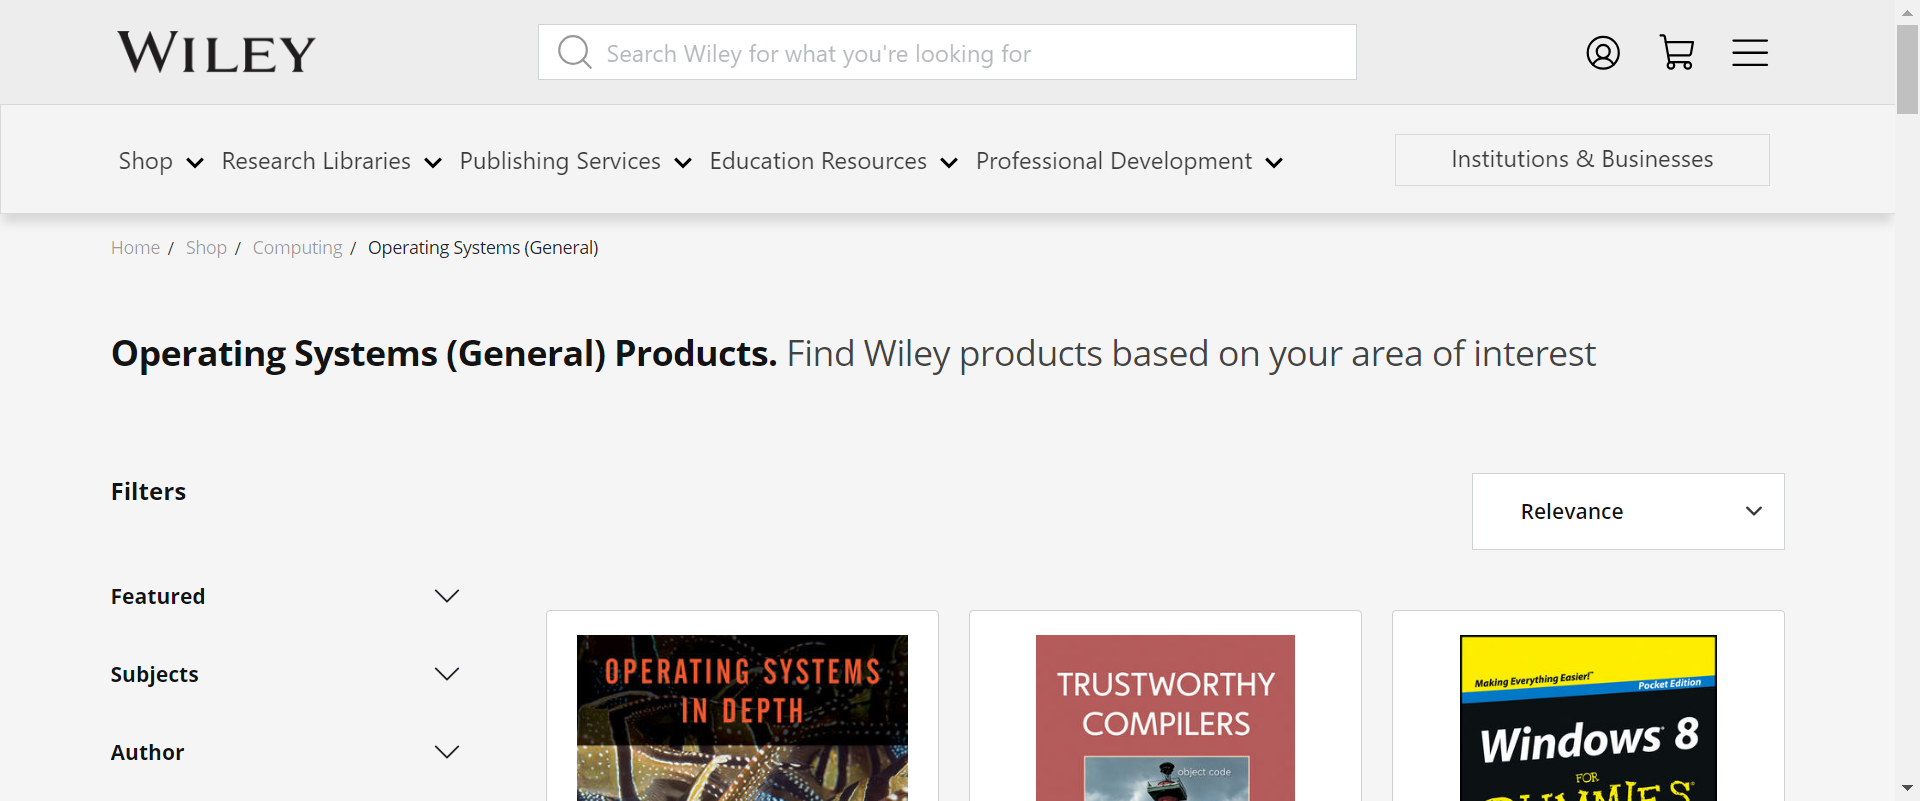 WILEY
Search Wiley for what you're looking for
Shop Research Libraries Publishing Services Education Resources Professional Development Institutions & Businesses
Home / Shop / Computing / Operating Systems (General)
Operating Systems (General) Products. Find Wiley products based on your area of interest
Filters
Relevance
Featured
Subjects
Author
OPERATING SYSTEMS
IN DEPTH
TRUSTWORTHY
COMPILERS
object code
Making Everything Easier!™
Pocket Edition
Windows® 8
FOR
DUMMIES®